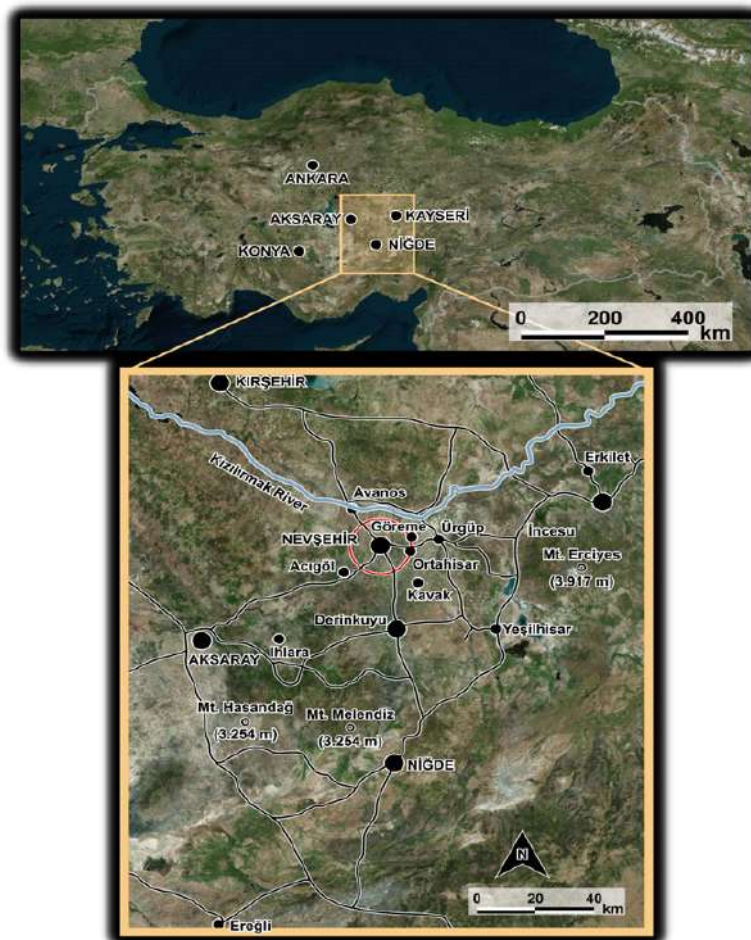 ANKARA
AKSARAY
KAYSERİ
KONYA
NİĞDE
0 200 400
km
KIRŞEHİR
Erkilet
Kızılırmak River
Avanos
Göreme
Ürgüp
İncesu
NEVŞEHİR
Mt. Erciyes
(3.917 m)
Ortahisar
Acıgöl
Kavak
Derinkuyu
Yeşilhisar
Ihlara
AKSARAY
Mt. Hasandağ
(3.254 m)
Mt. Melendiz
(3.254 m)
NİĞDE
N
0 20 40
km
Ereğli